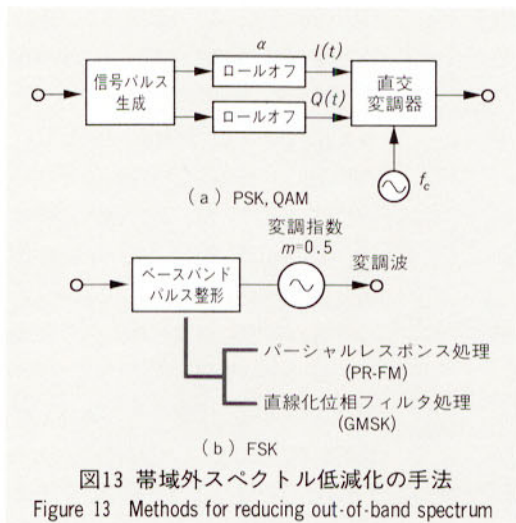 α
I(t)
信号パルス
生成
ロールオフ
ロールオフ
Q(t)
直交
変調器
fc
(a) PSK, QAM
変調指数
m=0.5
変調波
ベースバンド
パルス整形
パーシャルレスポンス処理
(PR-FM)
直線化位相フィルタ処理
(GMSK)
(b) FSK
図13 帯域外スペクトル低減化の手法
Figure 13 Methods for reducing out-of-band spectrum